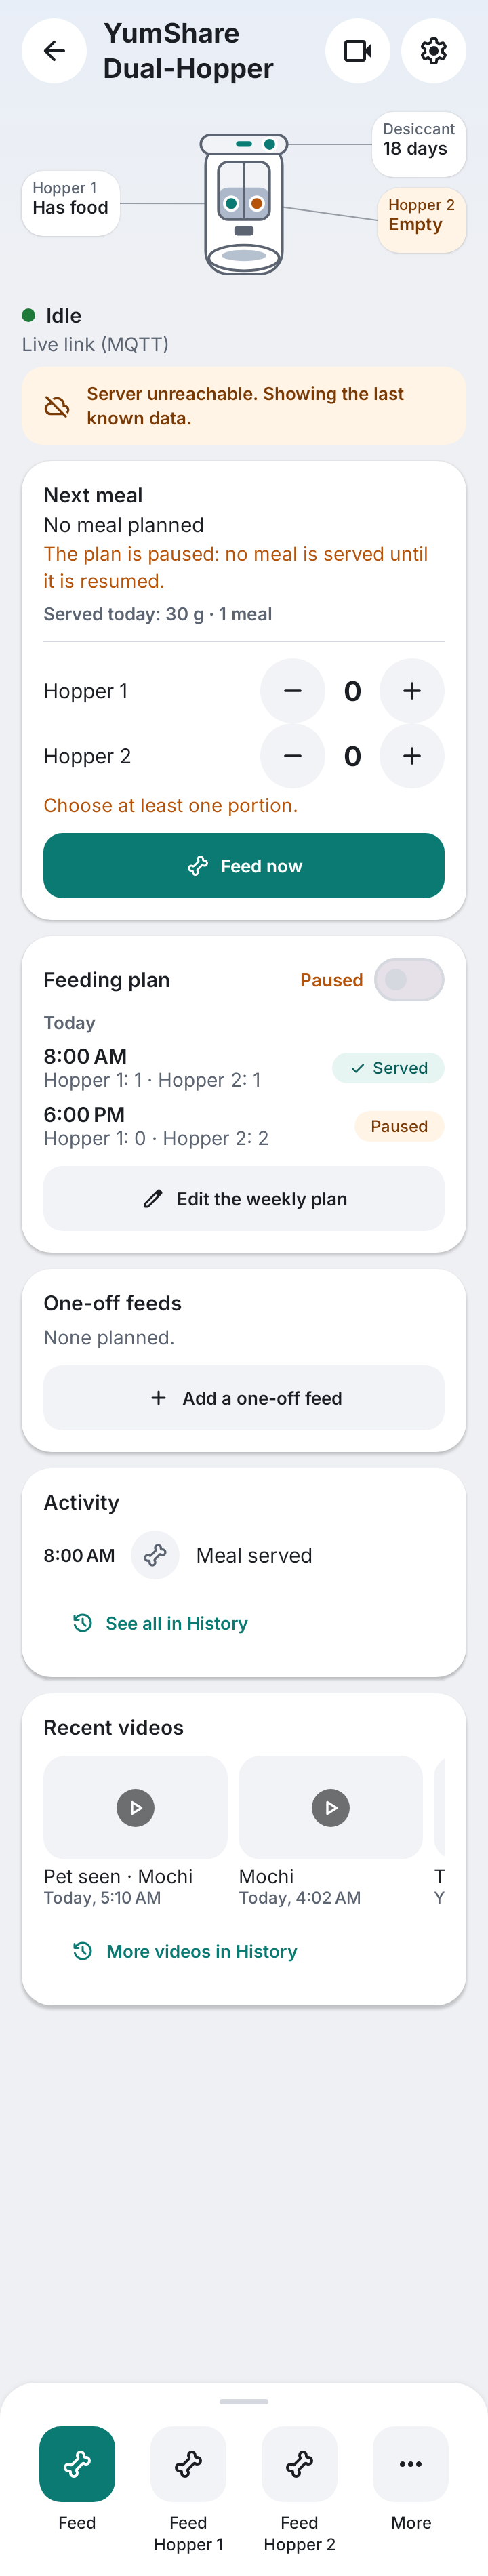 YumShare
Dual-Hopper
Desiccant
18 days
Hopper 1
Has food
Hopper 2
Empty
Idle
Live link (MQTT)
Server unreachable. Showing the last
known data.
Next meal
No meal planned
The plan is paused: no meal is served until
it is resumed.
Served today: 30 g · 1 meal
Hopper 1
0
Hopper 2
0
Choose at least one portion.
Feed now
Feeding plan
Paused
Today
8:00 AM
Hopper 1: 1 · Hopper 2: 1
Served
6:00 PM
Hopper 1: 0 · Hopper 2: 2
Paused
Edit the weekly plan
One-off feeds
None planned.
Add a one-off feed
Activity
8:00 AM
Meal served
See all in History
Recent videos
Pet seen · Mochi
Today, 5:10 AM
Mochi
Today, 4:02 AM
T
Y
More videos in History
Feed
Feed
Hopper 1
Feed
Hopper 2
More